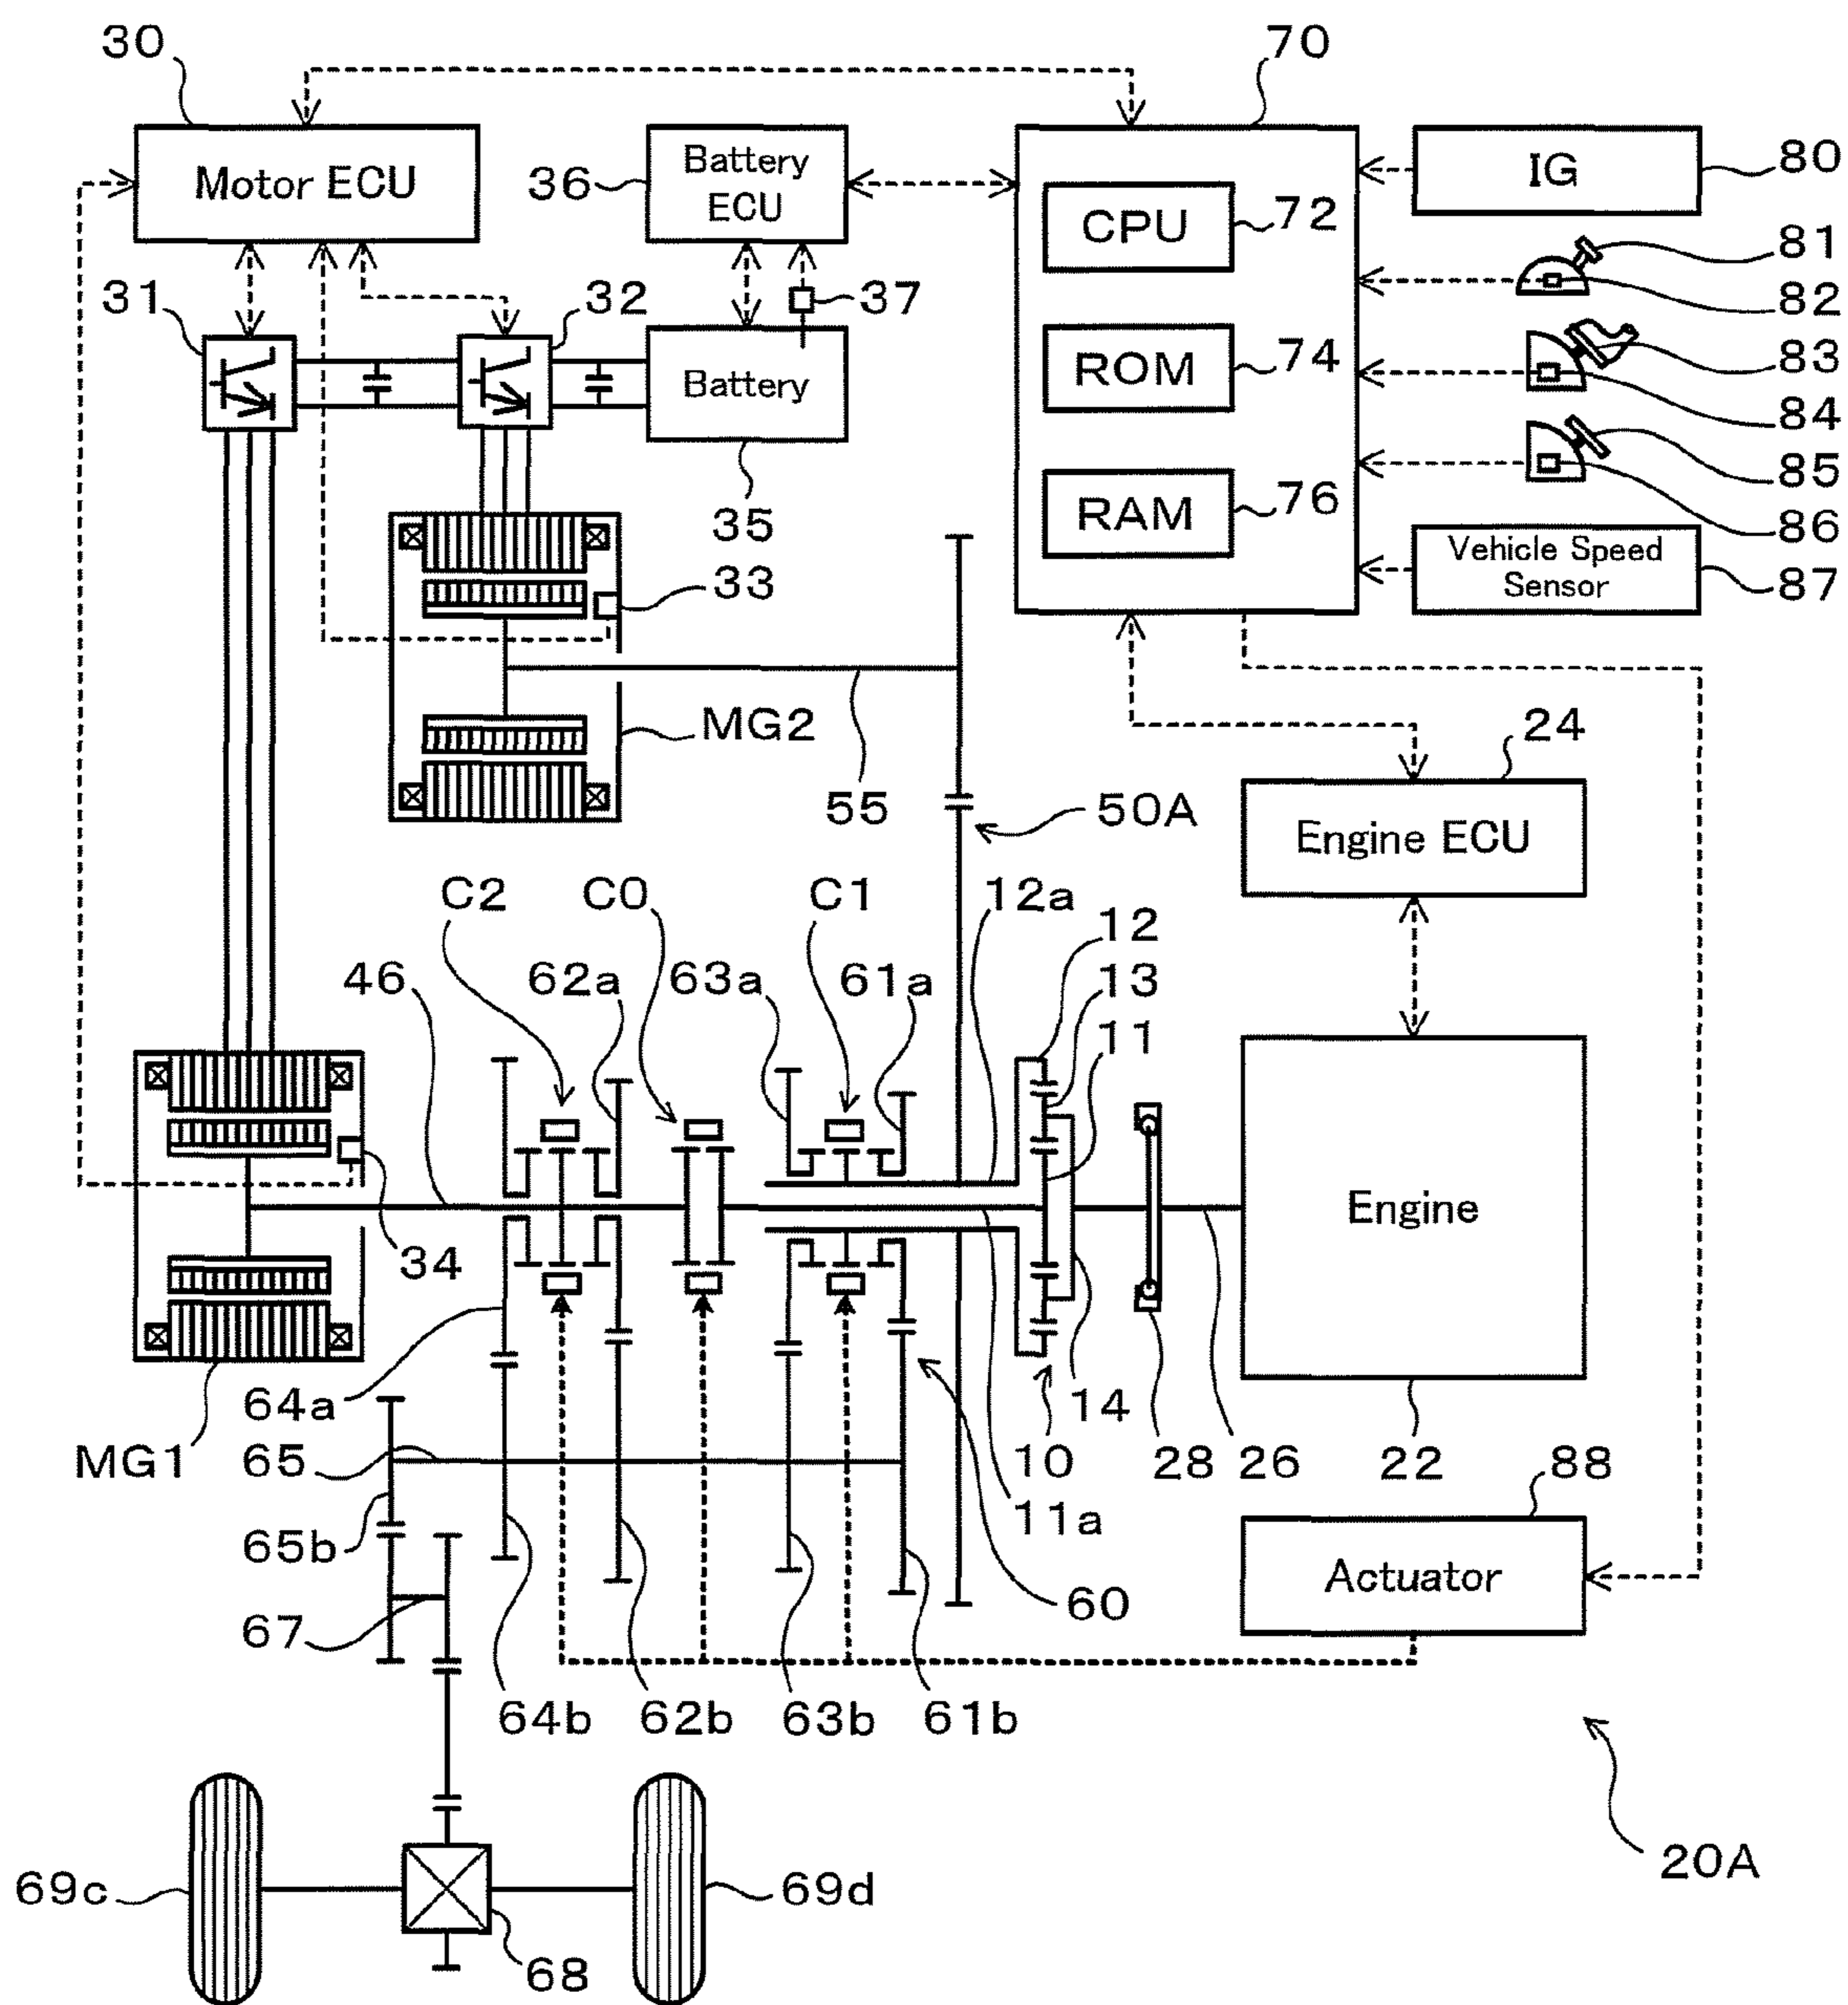 30
70
Motor ECU
36
Battery
ECU
IG
80
CPU
72
81
82
31
32
37
ROM
74
83
84
Battery
35
RAM
76
85
86
Vehicle Speed
Sensor
87
33
MG2
55
50A
24
Engine ECU
C2
C0
C1
12a
12
13
11
46
62a
63a
61a
34
Engine
64a
MG1
65
65b
67
10
14
28
26
22
88
11a
60
Actuator
64b
62b
63b
61b
20A
69c
69d
68